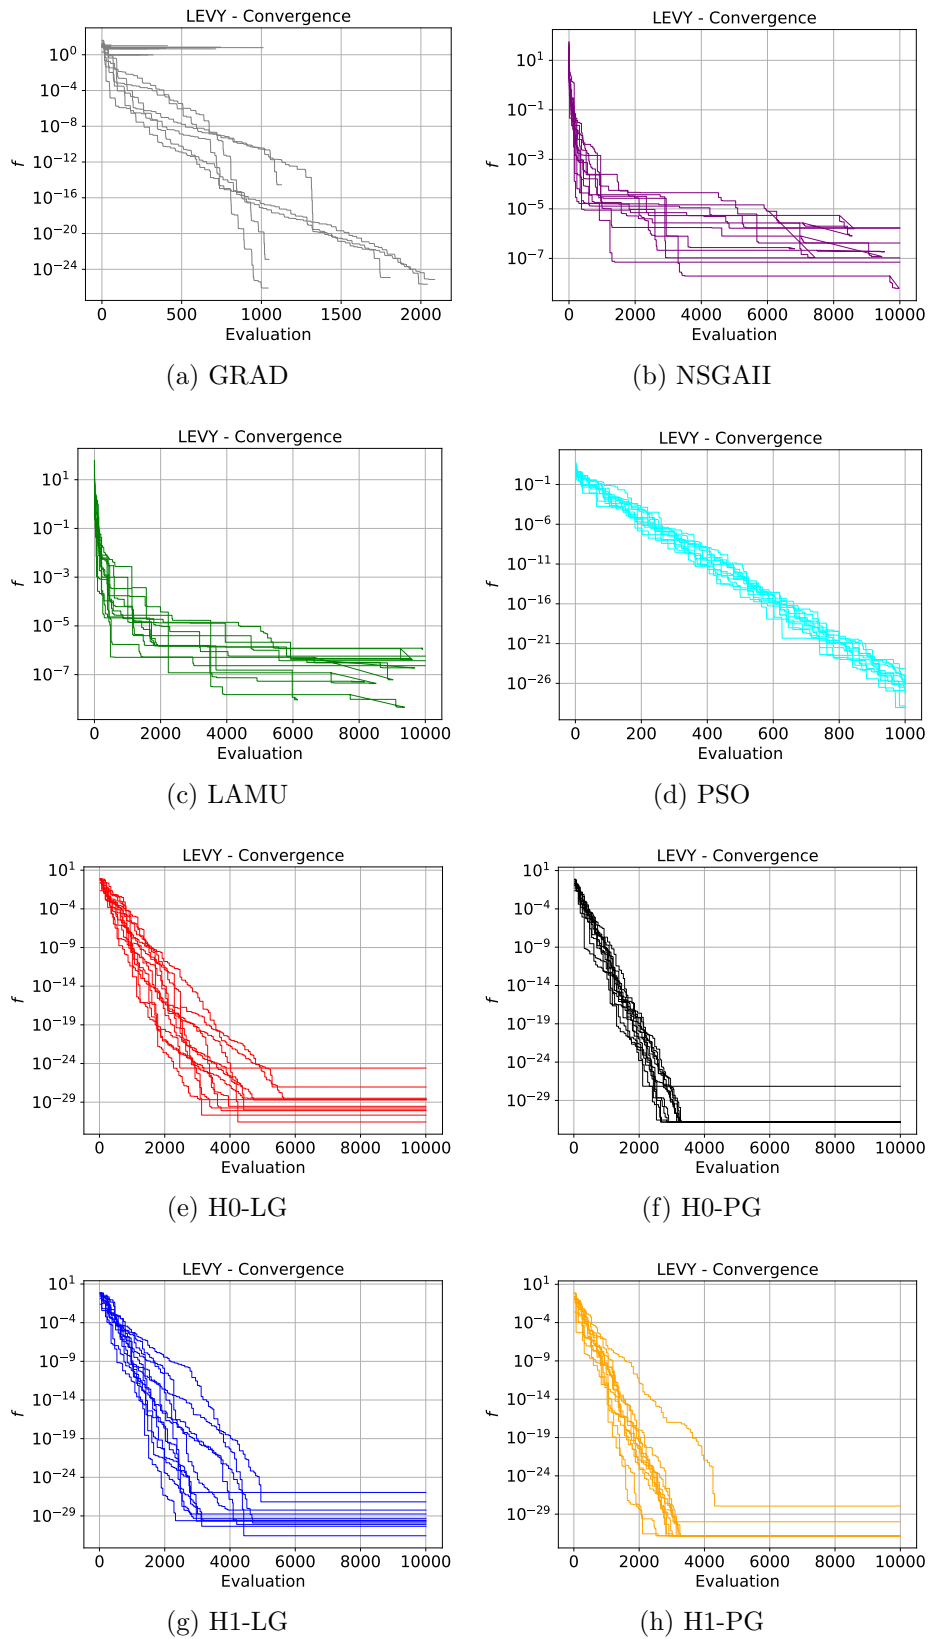 LEVY - Convergence
f
10^0
10^-4
10^-8
10^-12
10^-16
10^-20
10^-24
0 500 1000 1500 2000
Evaluation
(a) GRAD
LEVY - Convergence
f
10^1
10^-1
10^-3
10^-5
10^-7
0 2000 4000 6000 8000 10000
Evaluation
(b) NSGAII
LEVY - Convergence
f
10^1
10^-1
10^-3
10^-5
10^-7
0 2000 4000 6000 8000 10000
Evaluation
(c) LAMU
LEVY - Convergence
f
10^-1
10^-6
10^-11
10^-16
10^-21
10^-26
0 200 400 600 800 1000
Evaluation
(d) PSO
LEVY - Convergence
f
10^1
10^-4
10^-9
10^-14
10^-19
10^-24
10^-29
0 2000 4000 6000 8000 10000
Evaluation
(e) H0-LG
LEVY - Convergence
f
10^1
10^-4
10^-9
10^-14
10^-19
10^-24
10^-29
0 2000 4000 6000 8000 10000
Evaluation
(f) H0-PG
LEVY - Convergence
f
10^1
10^-4
10^-9
10^-14
10^-19
10^-24
10^-29
0 2000 4000 6000 8000 10000
Evaluation
(g) H1-LG
LEVY - Convergence
f
10^1
10^-4
10^-9
10^-14
10^-19
10^-24
10^-29
0 2000 4000 6000 8000 10000
Evaluation
(h) H1-PG